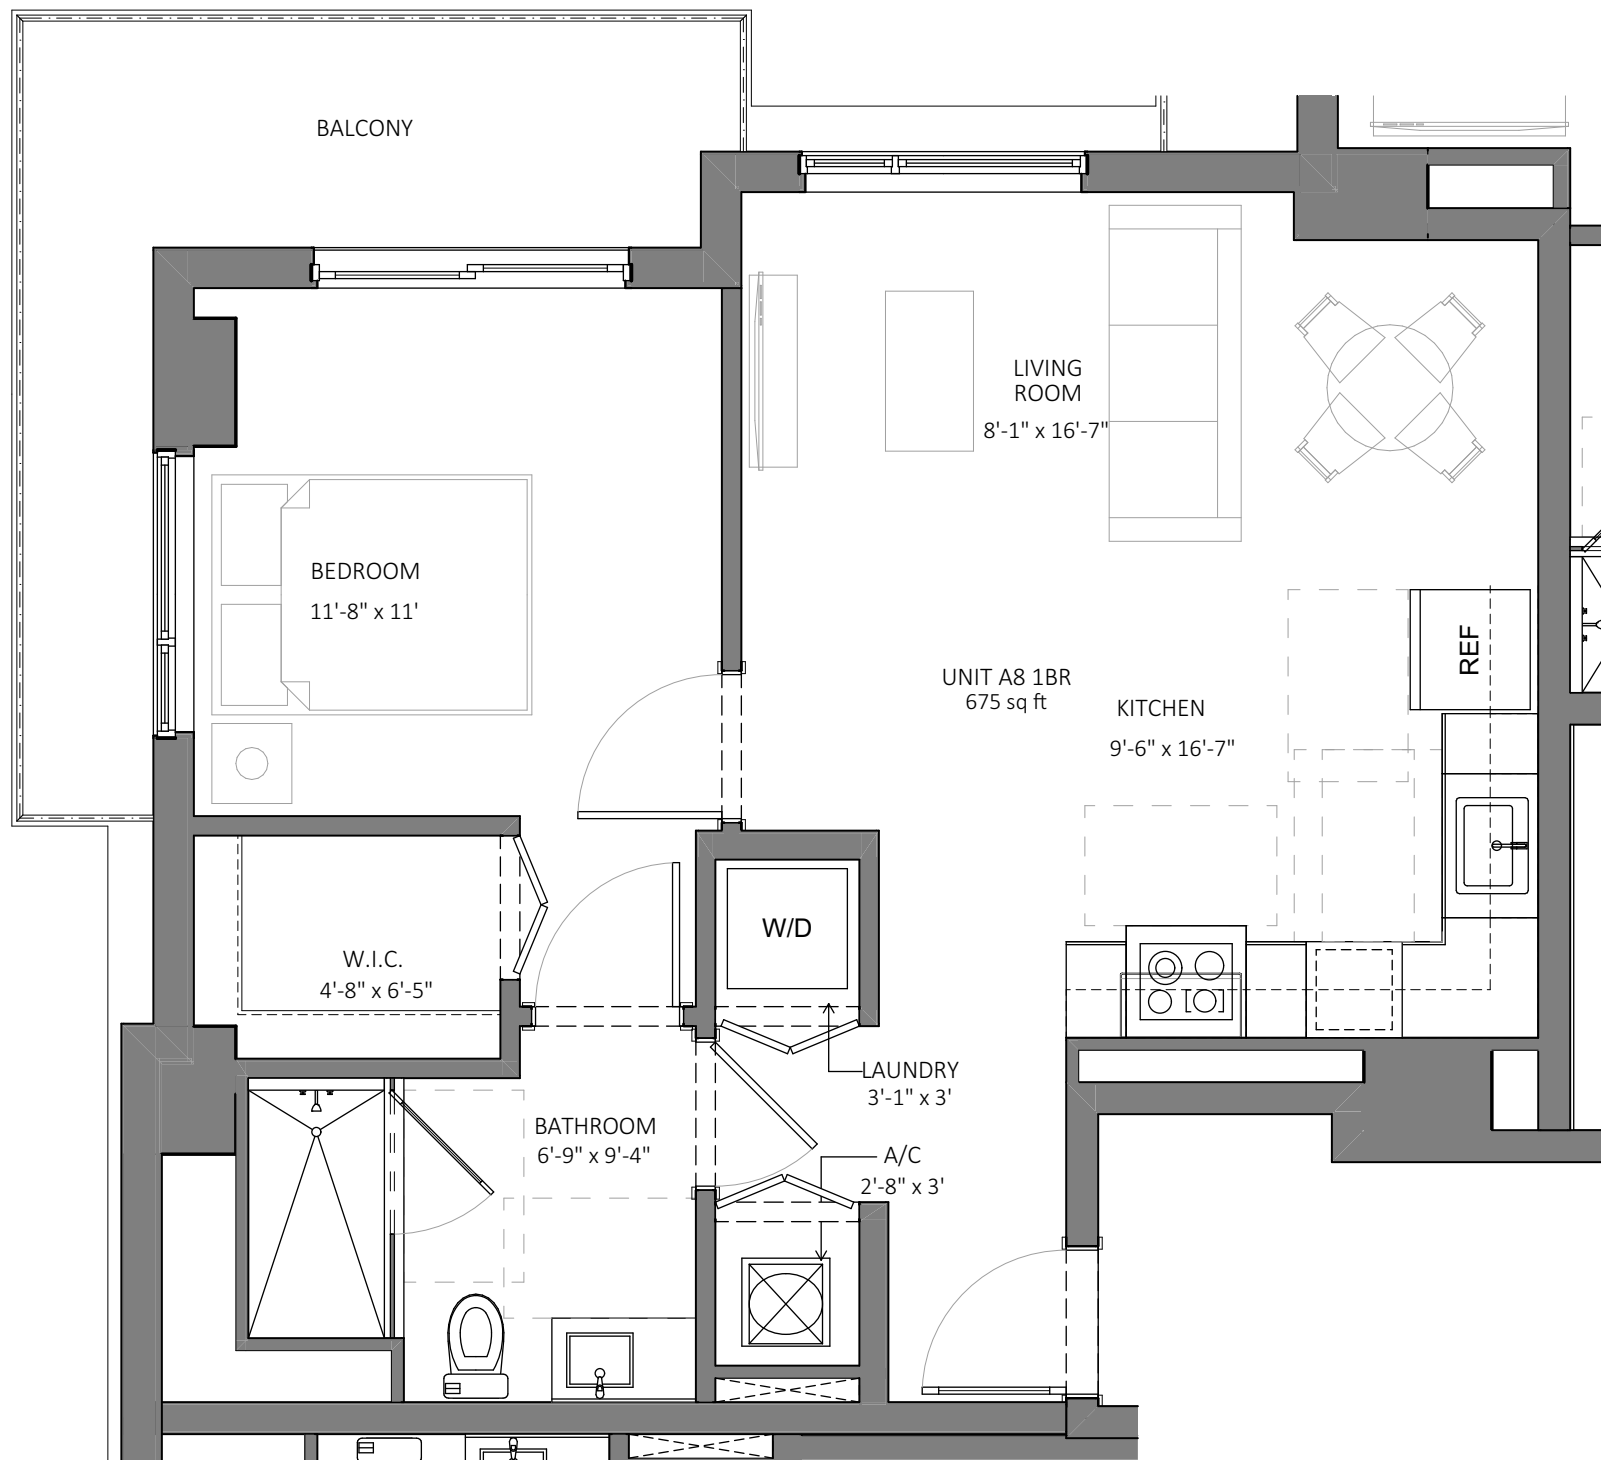 BALCONY
LIVING
ROOM
8'-1" x 16'-7"
BEDROOM
11'-8" x 11'
REF
UNIT A8 1BR
675 sq ft
KITCHEN
9'-6" x 16'-7"
W/D
W.I.C.
4'-8" x 6'-5"
LAUNDRY
3'-1" x 3'
BATHROOM
6'-9" x 9'-4"
A/C
2'-8" x 3'